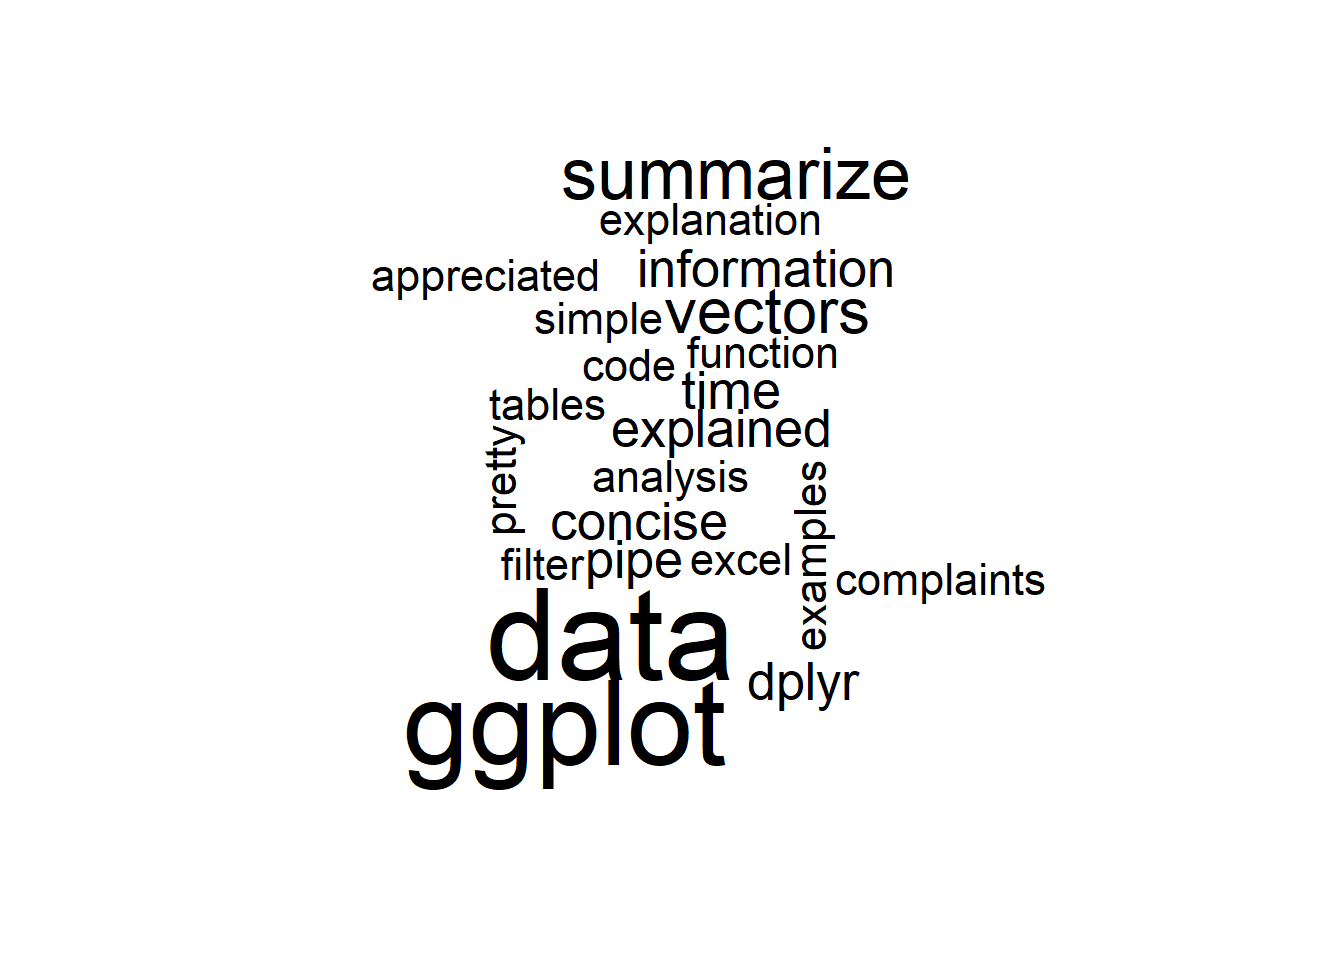 summarize
explanation
appreciated information
simple vectors
code function
time
tables
explained
pretty
analysis
examples
concise
filter pipe excel
complaints
data
dplyr
ggplot